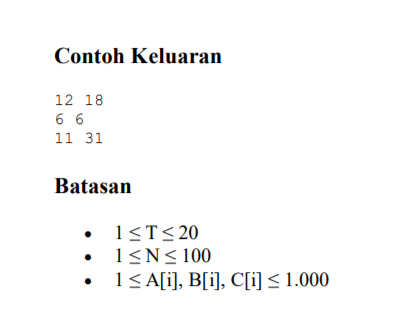 Contoh Keluaran
12 18
6 6
11 31
Batasan
• 1 ≤ T ≤ 20
• 1 ≤ N ≤ 100
• 1 ≤ A[i], B[i], C[i] ≤ 1.000